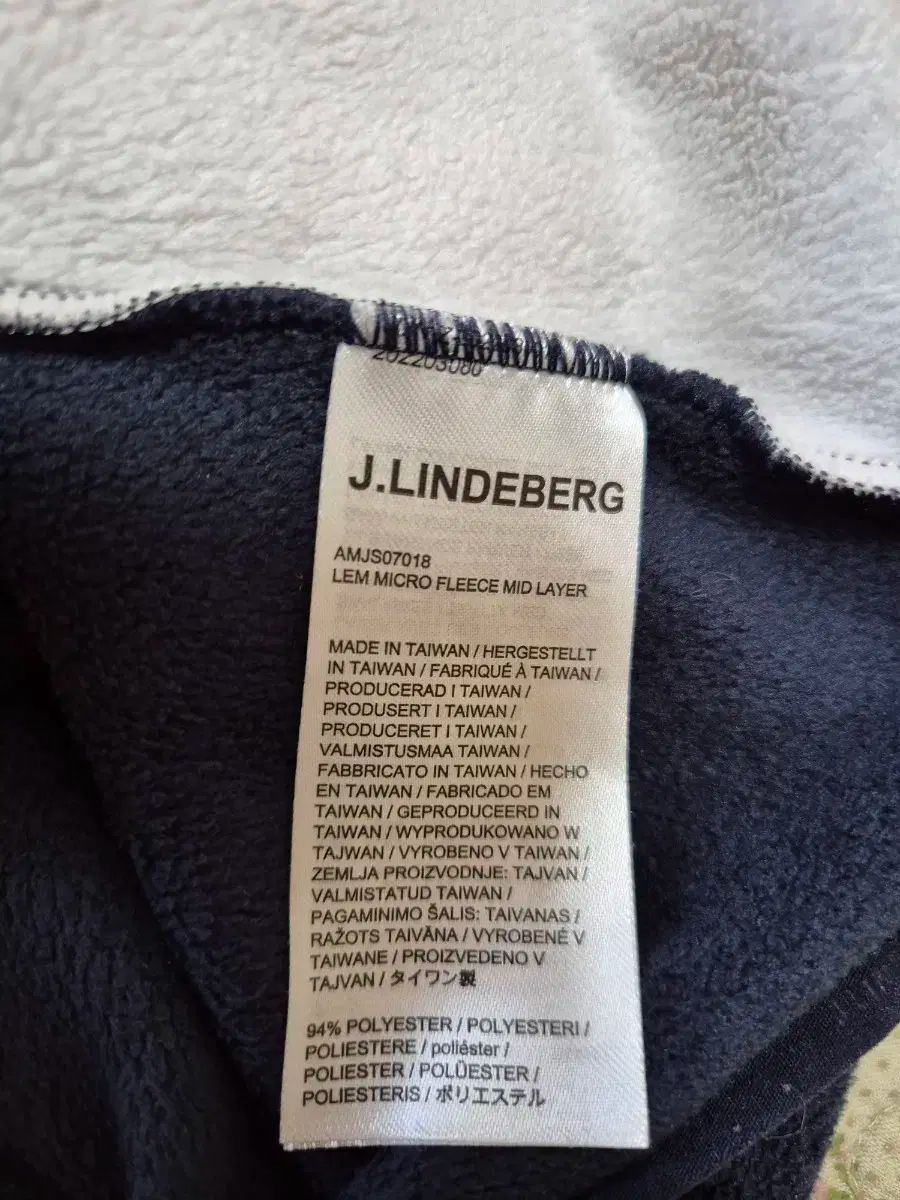 202203080
J.LINDEBERG
AMJS07018
LEM MICRO FLEECE MID LAYER
MADE IN TAIWAN / HERGESTELLT
IN TAIWAN / FABRIQUÉ À TAIWAN /
PRODUCERAD I TAIWAN /
PRODUSERT I TAIWAN /
PRODUCERET I TAIWAN /
VALMISTUSMAA TAIWAN /
FABBRICATO IN TAIWAN / HECHO
EN TAIWAN / FABRICADO EM
TAIWAN / GEPRODUCEERD IN
TAIWAN / WYPRODUKOWANO W
TAJWAN / VYROBENO V TAIWAN /
ZEMLJA PROIZVODNJE: TAJVAN /
VALMISTATUD TAIWAN /
PAGAMINIMO ŠALIS: TAIVANAS /
RAŽOTS TAIVĀNA / VYROBENÉ V
TAIWANE / PROIZVEDENO V
TAJVAN / タイワン製
94% POLYESTER / POLYESTERI /
POLIESTERE / poliéster /
POLIESTER / POLÜESTER /
POLIESTERIS / ポリエステル